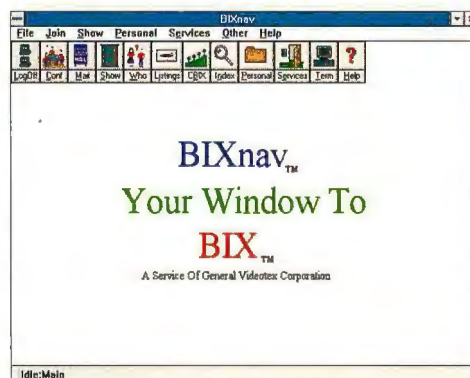 BIXnav
File Join Show Personal Services Other Help
LogOff Conf Mail Show Who Listings CBIX Index Personal Services Term Help
BIXnav™
Your Window To
BIX™
A Service Of General Videotex Corporation
Idle:Main